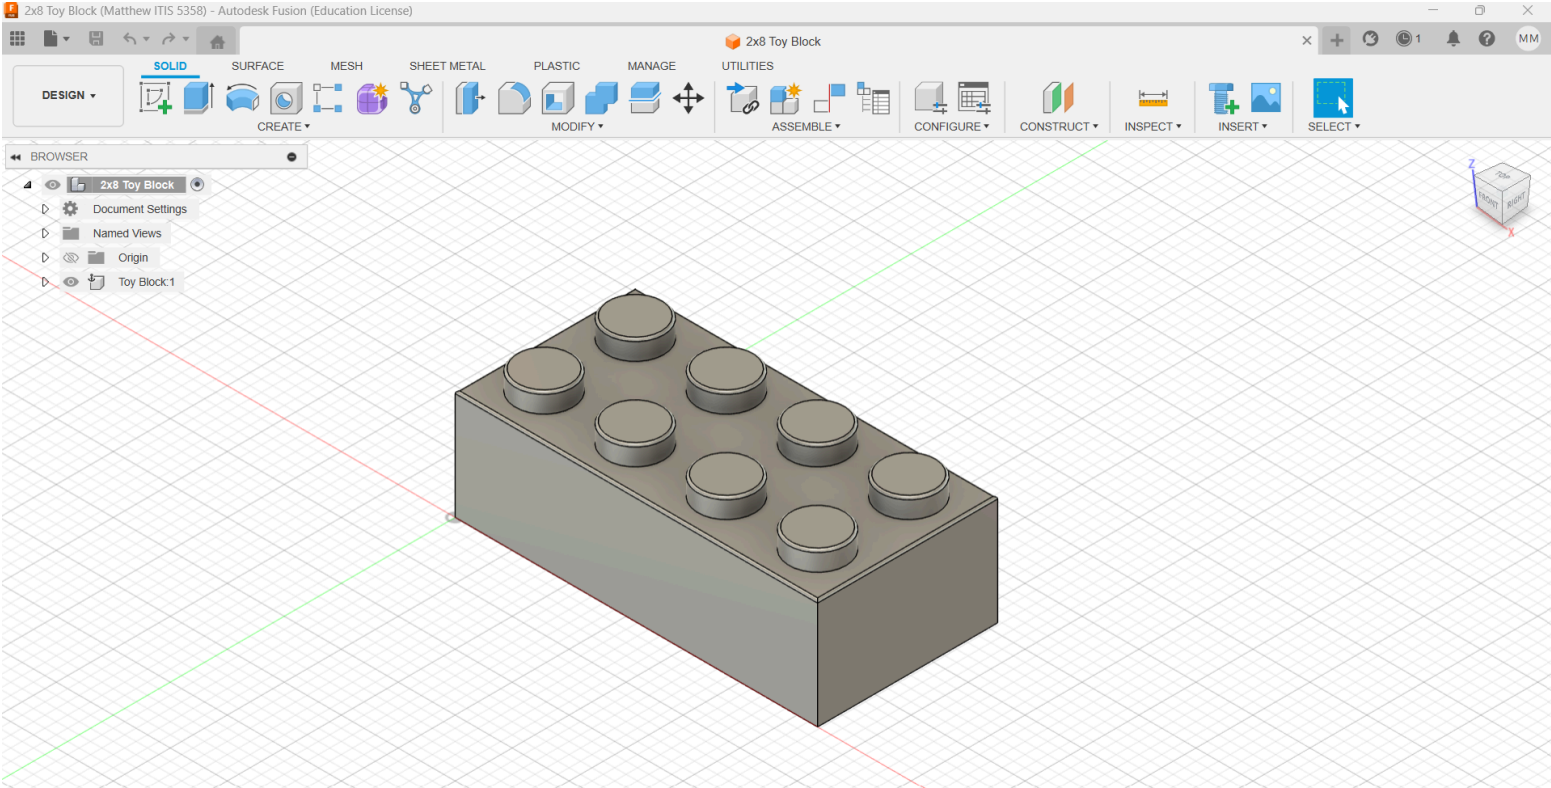 2x8 Toy Block (Matthew ITIS 5358) - Autodesk Fusion (Education License)
2x8 Toy Block
1
MM
SOLID SURFACE MESH SHEET METAL PLASTIC MANAGE UTILITIES
DESIGN
CREATE MODIFY ASSEMBLE CONFIGURE CONSTRUCT INSPECT INSERT SELECT
BROWSER
2x8 Toy Block
Document Settings
Named Views
Origin
Toy Block:1
Z
TOP
FRONT RIGHT
X